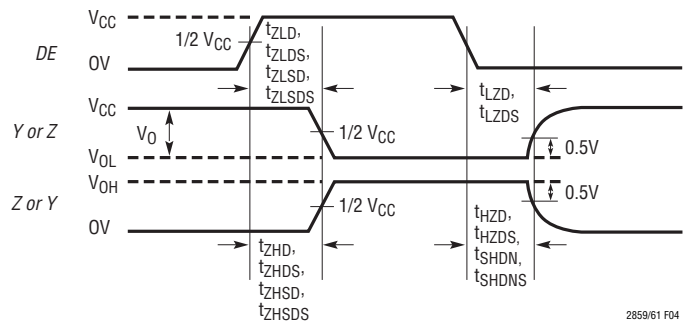 VCC
1/2 VCC
DE
0V
tZLD,
tZLDS,
tZLSD,
tZLSDS
tLZD,
tLZDS
VCC
Y or Z
VO
1/2 VCC
0.5V
VOL
VOH
0.5V
Z or Y
1/2 VCC
0V
tZHD,
tZHDS,
tZHSD,
tZHSDS
tHZD,
tHZDS,
tSHDN,
tSHDNS
2859/61 F04